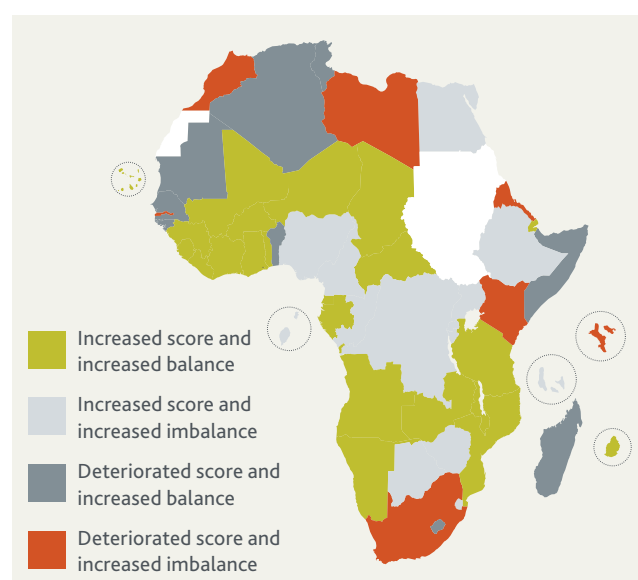 Increased score and
increased balance
Increased score and
increased imbalance
Deteriorated score and
increased balance
Deteriorated score and
increased imbalance